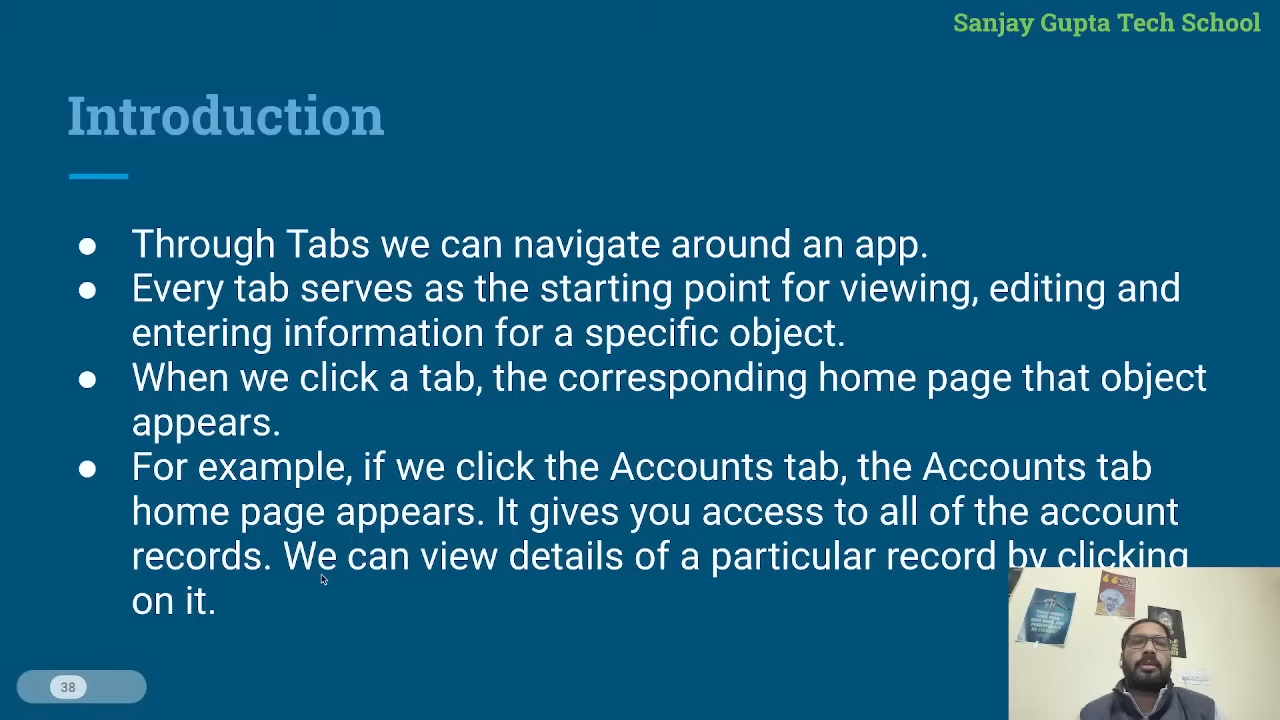 Sanjay Gupta Tech School
Introduction
● Through Tabs we can navigate around an app.
● Every tab serves as the starting point for viewing, editing and
entering information for a specific object.
● When we click a tab, the corresponding home page that object
appears.
● For example, if we click the Accounts tab, the Accounts tab
home page appears. It gives you access to all of the account
records. We can view details of a particular record by clicking
on it.
38